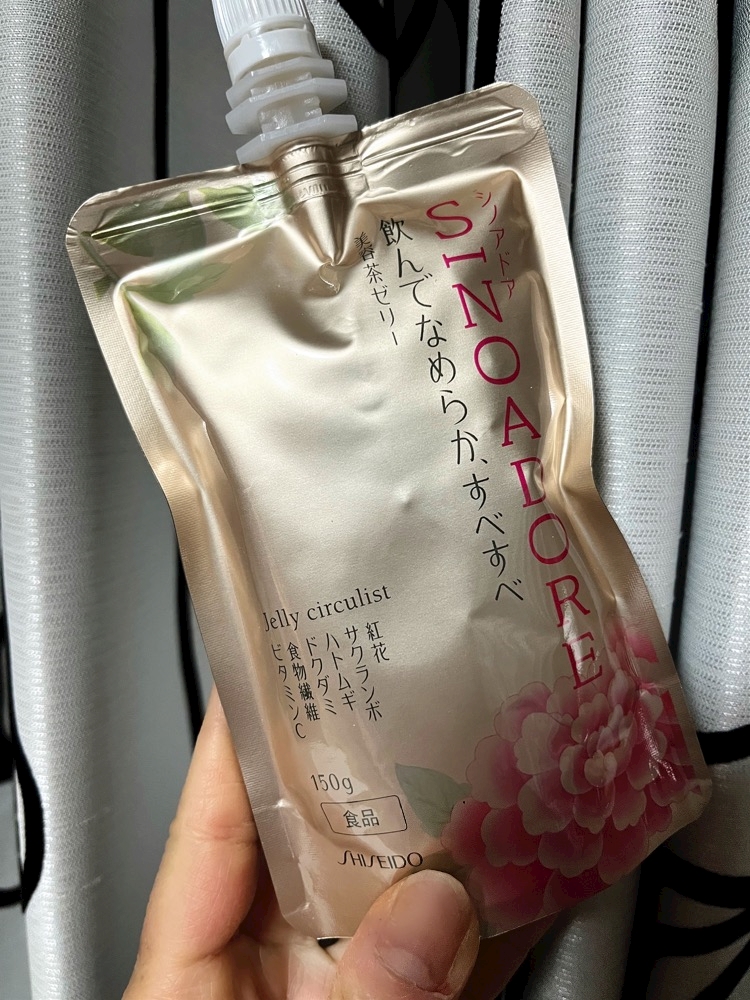 シノアドア
SINOADORE
飲んでなめらか、すべすべ
美容茶ゼリー
Jelly circulist
紅花
サクランボ
ハトムギ
ドクダミ
食物繊維
ビタミンC
150g
食品
SHISEIDO